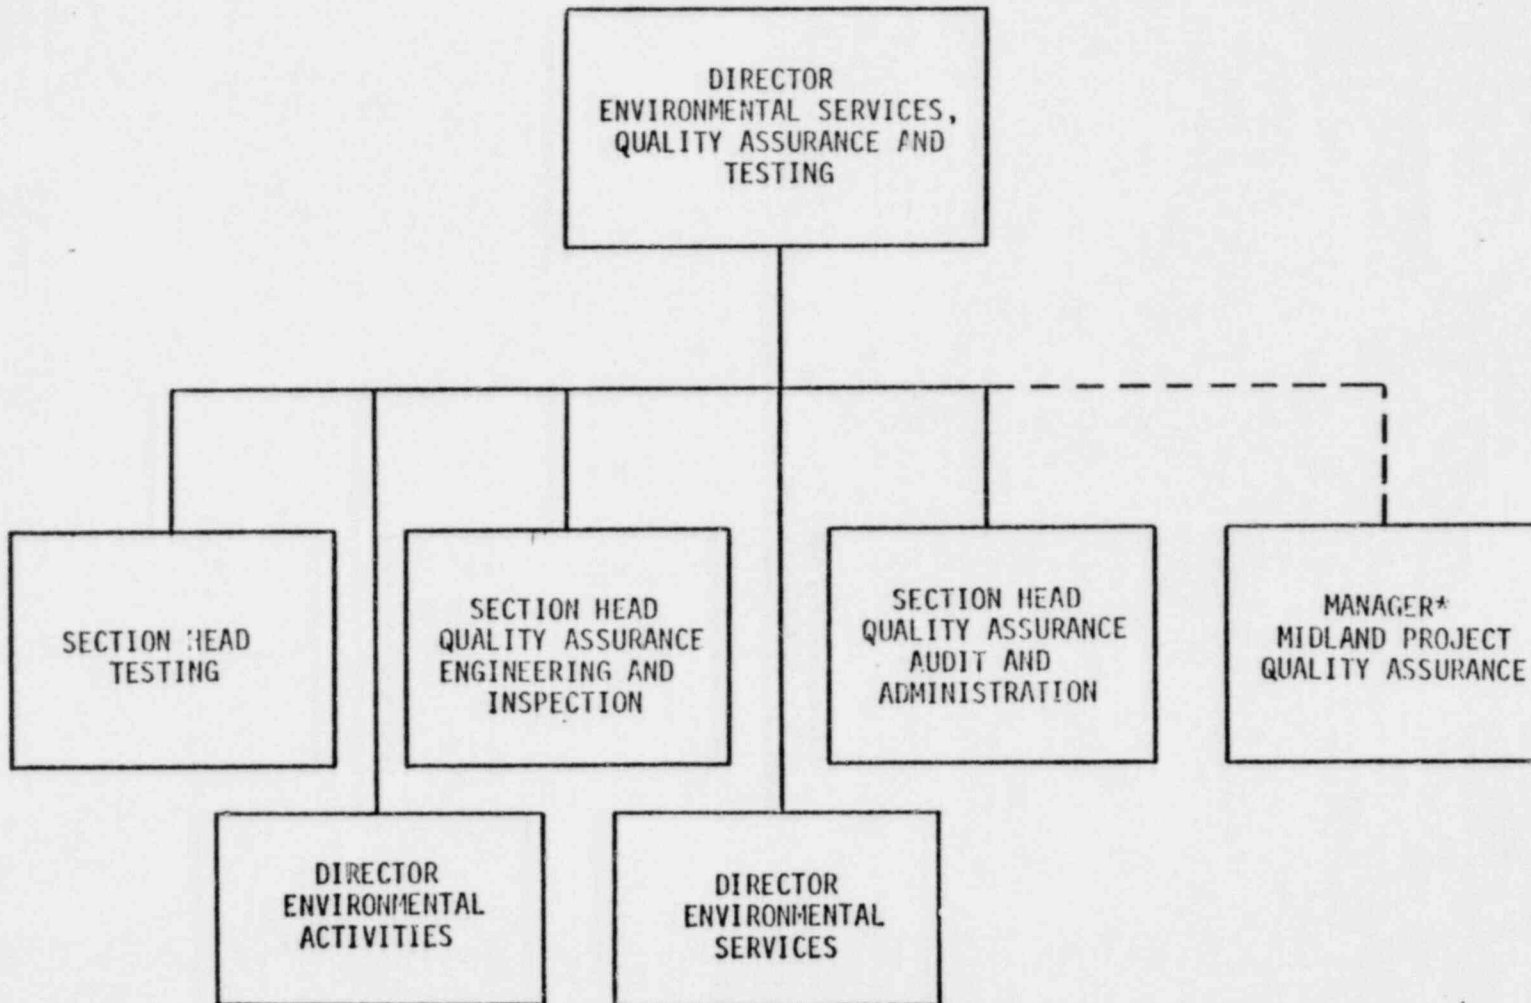 DIRECTOR
ENVIRONMENTAL SERVICES,
QUALITY ASSURANCE AND
TESTING
SECTION HEAD
TESTING
SECTION HEAD
QUALITY ASSURANCE
ENGINEERING AND
INSPECTION
SECTION HEAD
QUALITY ASSURANCE
AUDIT AND
ADMINISTRATION
MANAGER*
MIDLAND PROJECT
QUALITY ASSURANCE
DIRECTOR
ENVIRONMENTAL
ACTIVITIES
DIRECTOR
ENVIRONMENTAL
SERVICES